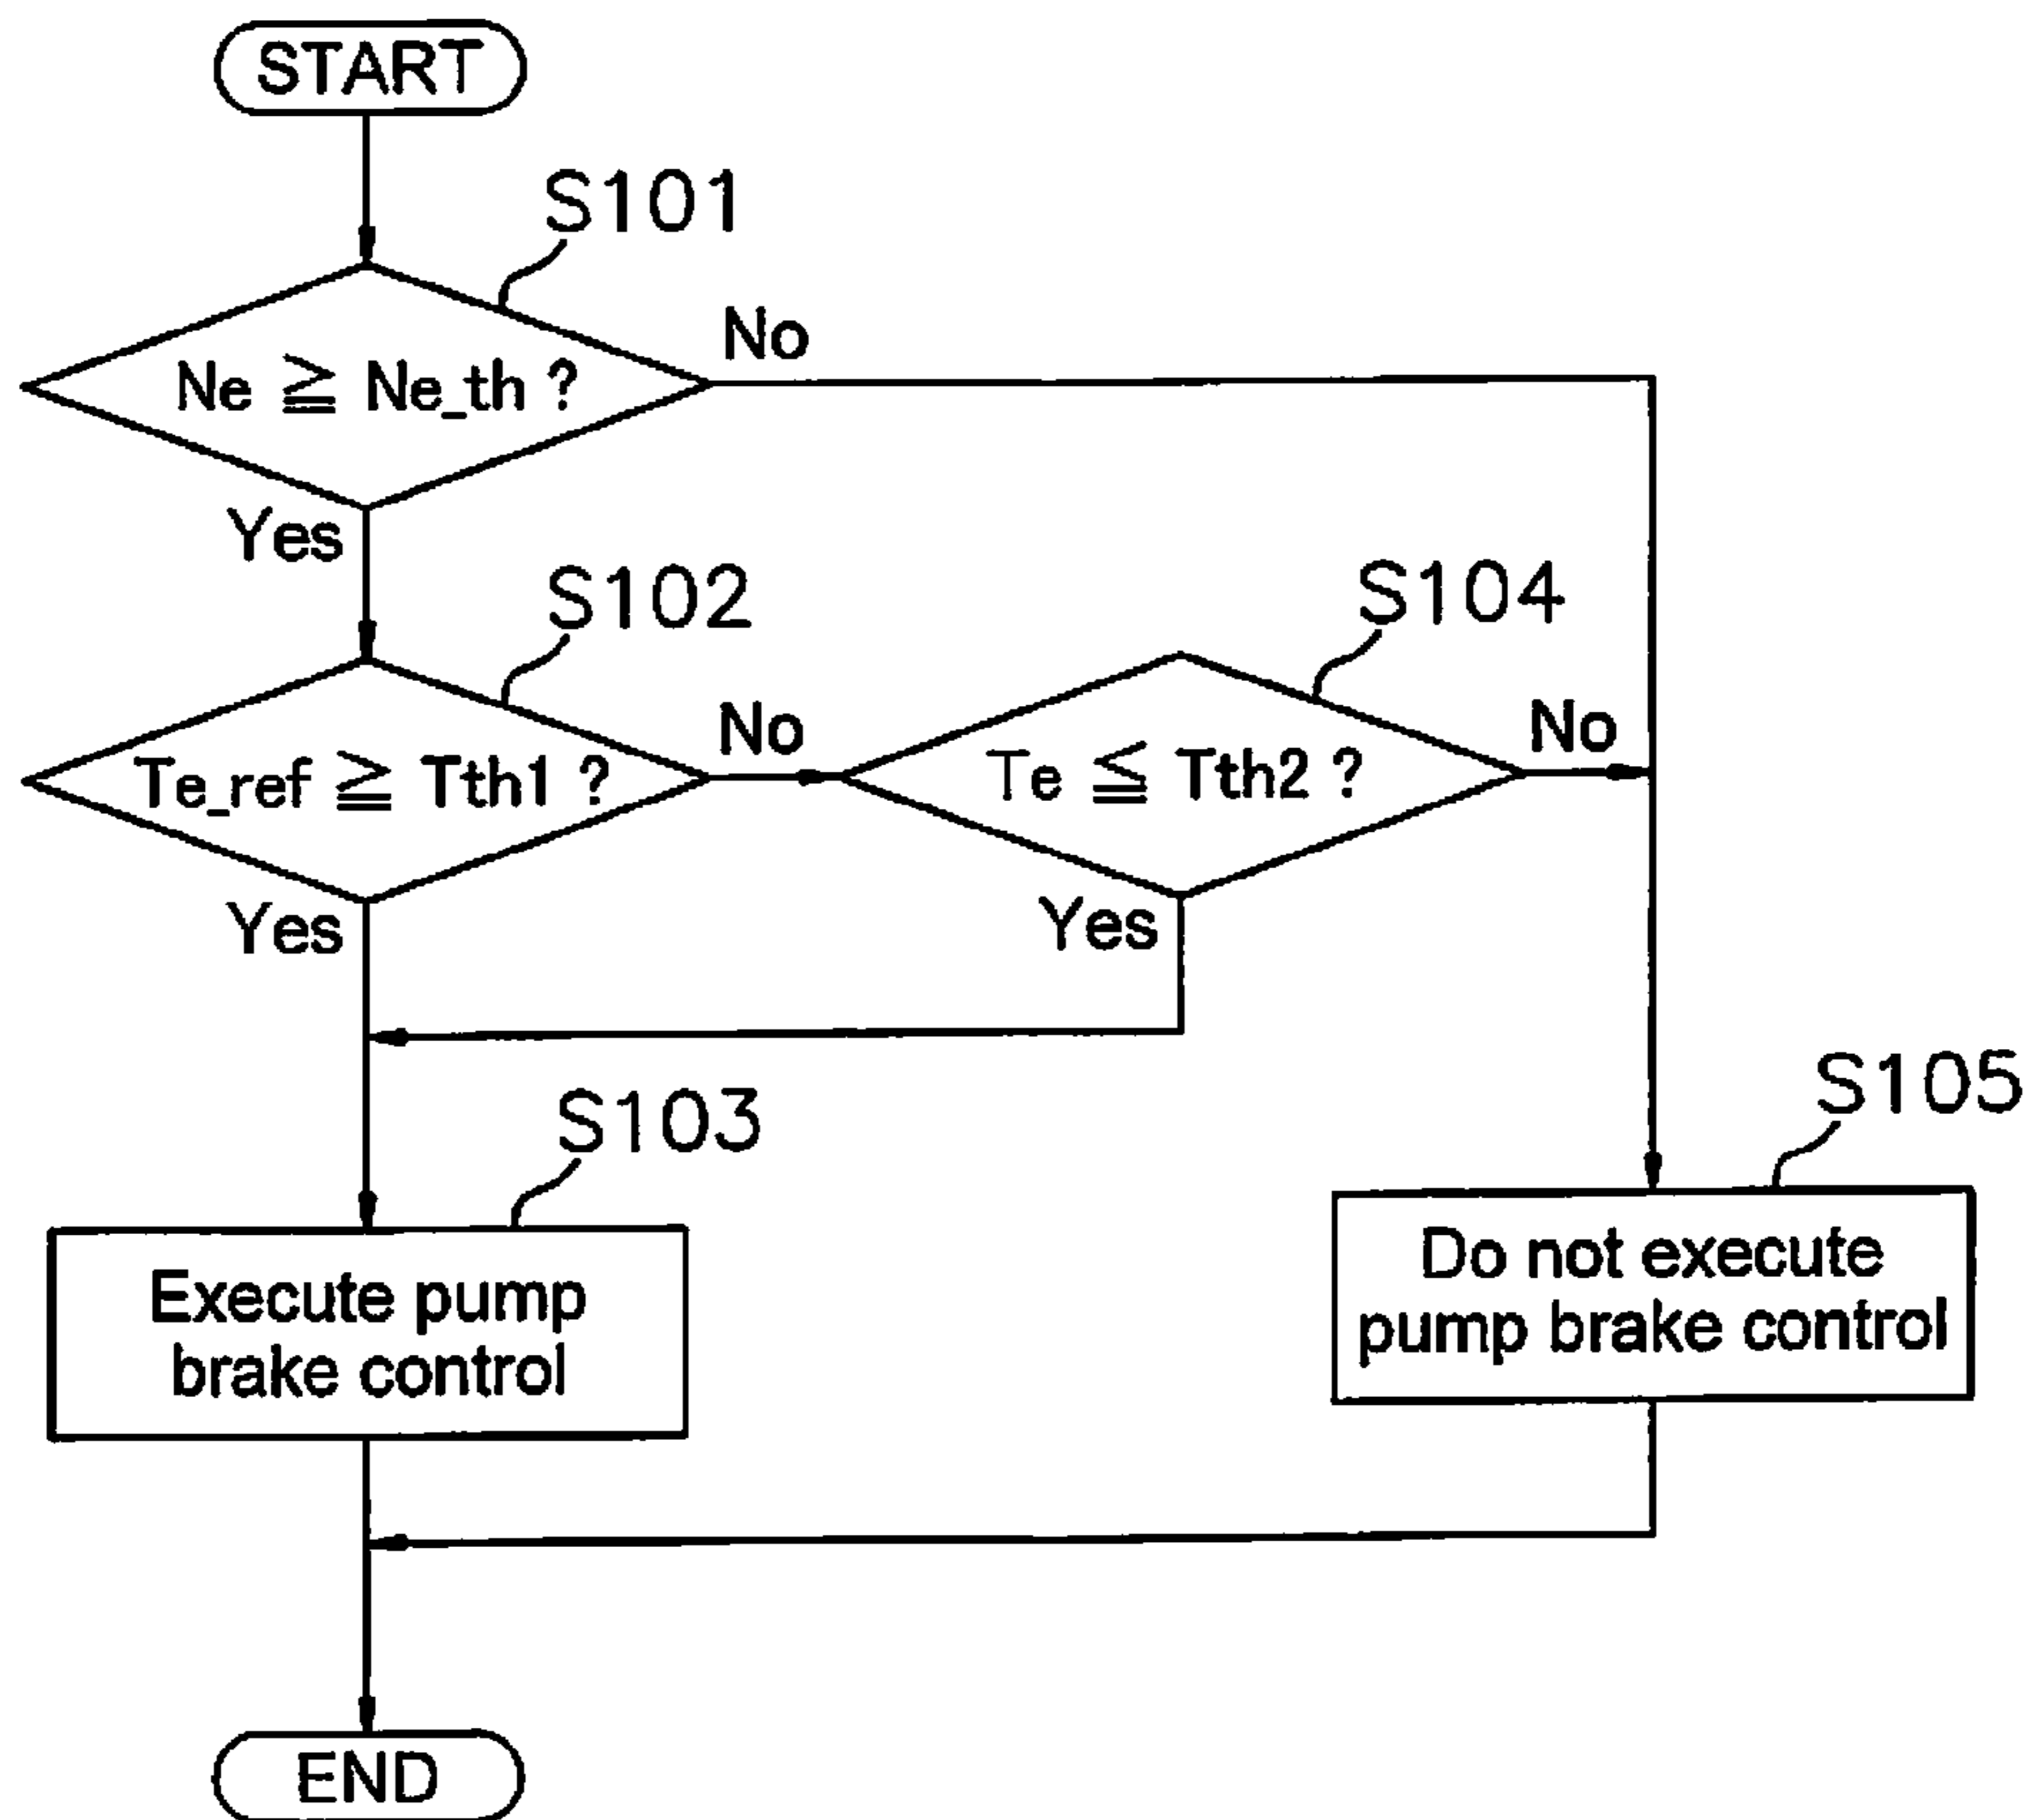 START
S101
Ne ≧ Ne_th ?
No
Yes
S102
Te_ref ≧ Tth1 ?
No
Yes
S104
Te ≦ Tth2 ?
No
Yes
S103
Execute pump
brake control
S105
Do not execute
pump brake control
END